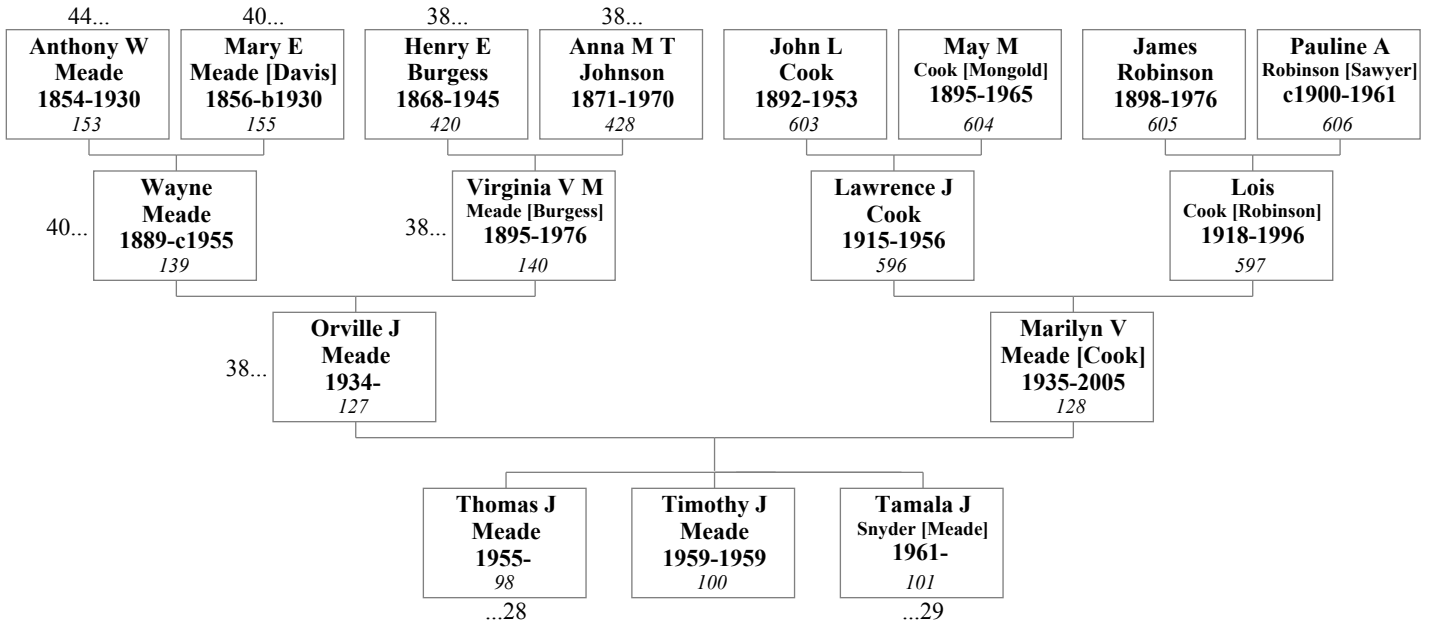 44...
40...
38...
38...
Anthony W
Meade
1854-1930
153
Mary E
Meade [Davis]
1856-b1930
155
Henry E
Burgess
1868-1945
420
Anna M T
Johnson
1871-1970
428
John L
Cook
1892-1953
603
May M
Cook [Mongold]
1895-1965
604
James
Robinson
1898-1976
605
Pauline A
Robinson [Sawyer]
c1900-1961
606
40...
Wayne
Meade
1889-c1955
139
38...
Virginia V M
Meade [Burgess]
1895-1976
140
Lawrence J
Cook
1915-1956
596
Lois
Cook [Robinson]
1918-1996
597
38...
Orville J
Meade
1934-
127
Marilyn V
Meade [Cook]
1935-2005
128
Thomas J
Meade
1955-
98
...28
Timothy J
Meade
1959-1959
100
Tamala J
Snyder [Meade]
1961-
101
...29